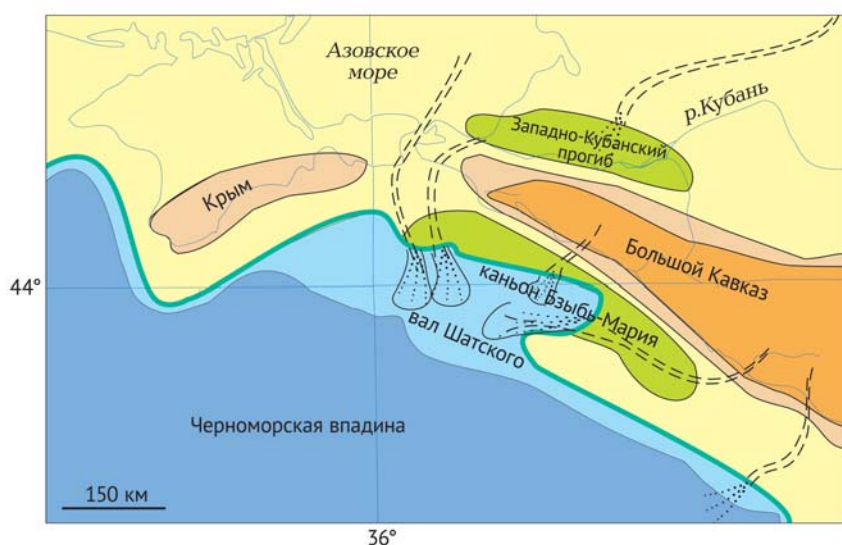 Азовское
море
р.Кубань
Западно-Кубанский
прогиб
Крым
Большой Кавказ
44°
каньон Бзыбь-Мария
вал Шатского
Черноморская впадина
150 км
36°